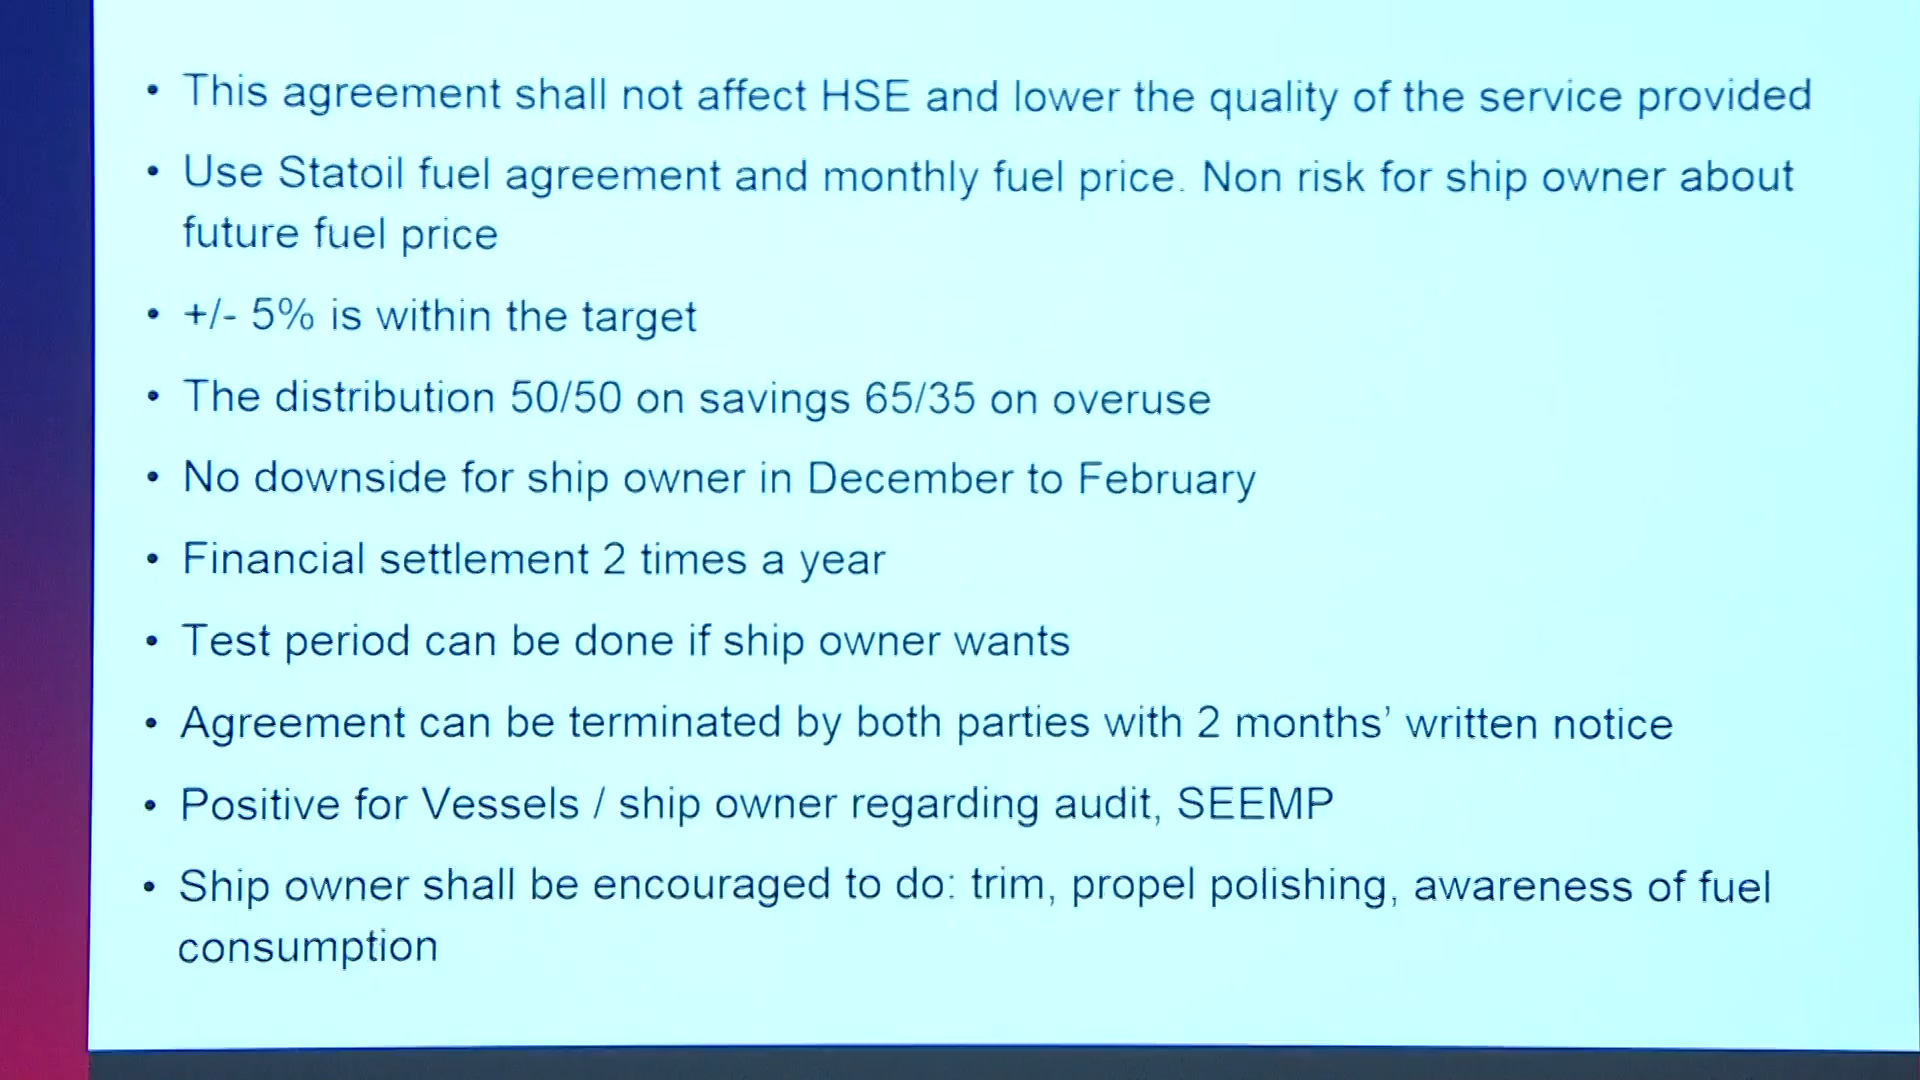 • This agreement shall not affect HSE and lower the quality of the service provided
• Use Statoil fuel agreement and monthly fuel price. Non risk for ship owner about
future fuel price
• +/- 5% is within the target
• The distribution 50/50 on savings 65/35 on overuse
• No downside for ship owner in December to February
• Financial settlement 2 times a year
• Test period can be done if ship owner wants
• Agreement can be terminated by both parties with 2 months’ written notice
• Positive for Vessels / ship owner regarding audit, SEEMP
• Ship owner shall be encouraged to do: trim, propel polishing, awareness of fuel
consumption